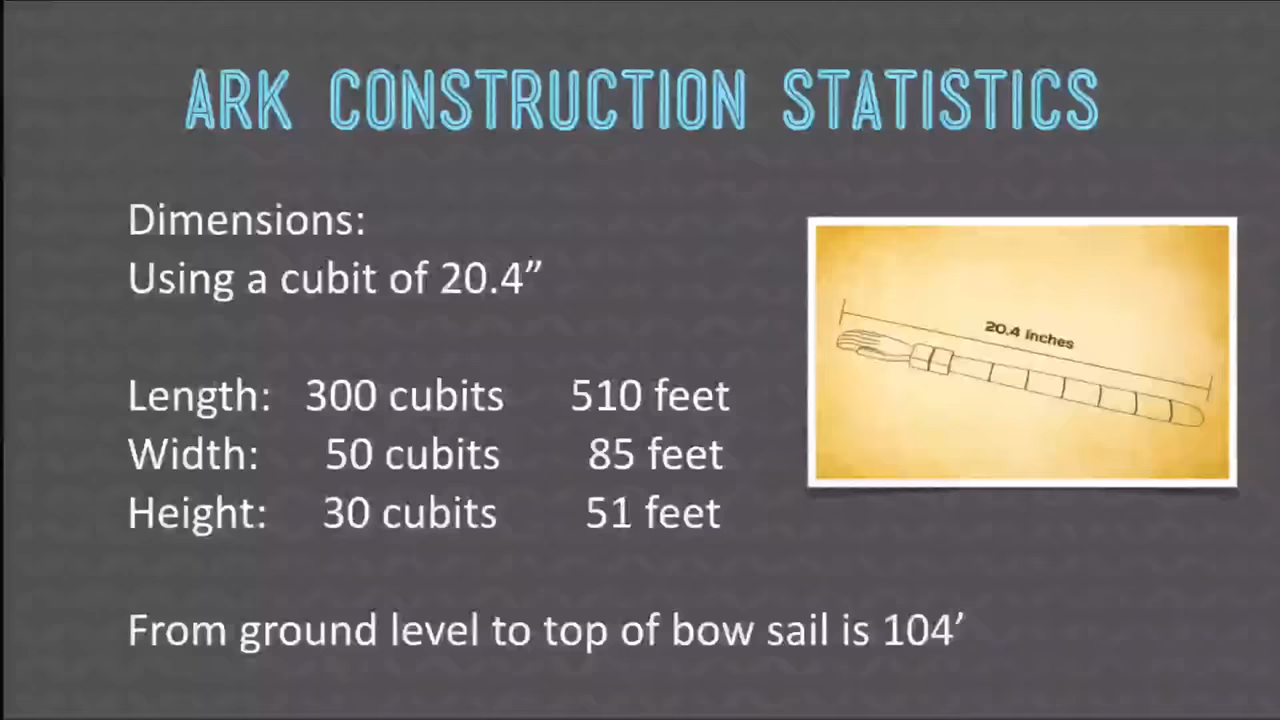 ARK CONSTRUCTION STATISTICS
Dimensions:
Using a cubit of 20.4”
20.4 Inches
Length: 300 cubits 510 feet
Width: 50 cubits 85 feet
Height: 30 cubits 51 feet
From ground level to top of bow sail is 104’